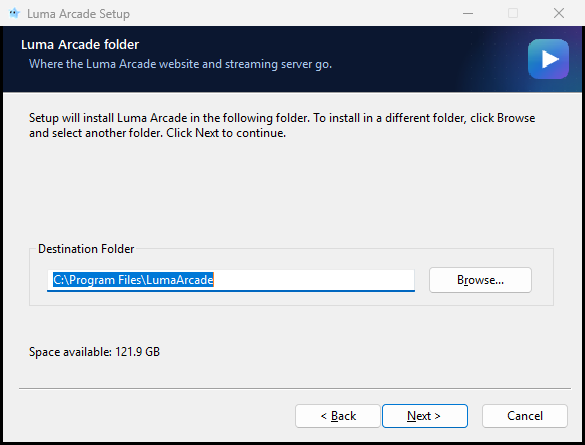 Luma Arcade Setup
Luma Arcade folder
Where the Luma Arcade website and streaming server go.
Setup will install Luma Arcade in the following folder. To install in a different folder, click Browse
and select another folder. Click Next to continue.
Destination Folder
C:\Program Files\LumaArcade
Browse...
Space available: 121.9 GB
< Back
Next >
Cancel